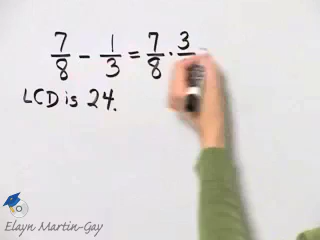 7/8 - 1/3 = 7/8 · 3
LCD is 24.
Elayn Martin-Gay